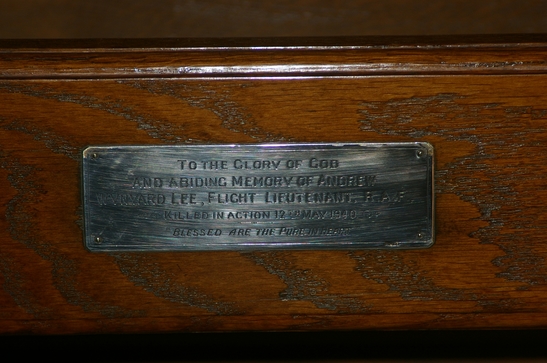 TO THE GLORY OF GOD
AND ABIDING MEMORY OF ANDREW
LEE, FLIGHT LIEUTENANT, R.A.F.
KILLED IN ACTION 12TH MAY 1940
BLESSED ARE THE PURE IN HEART